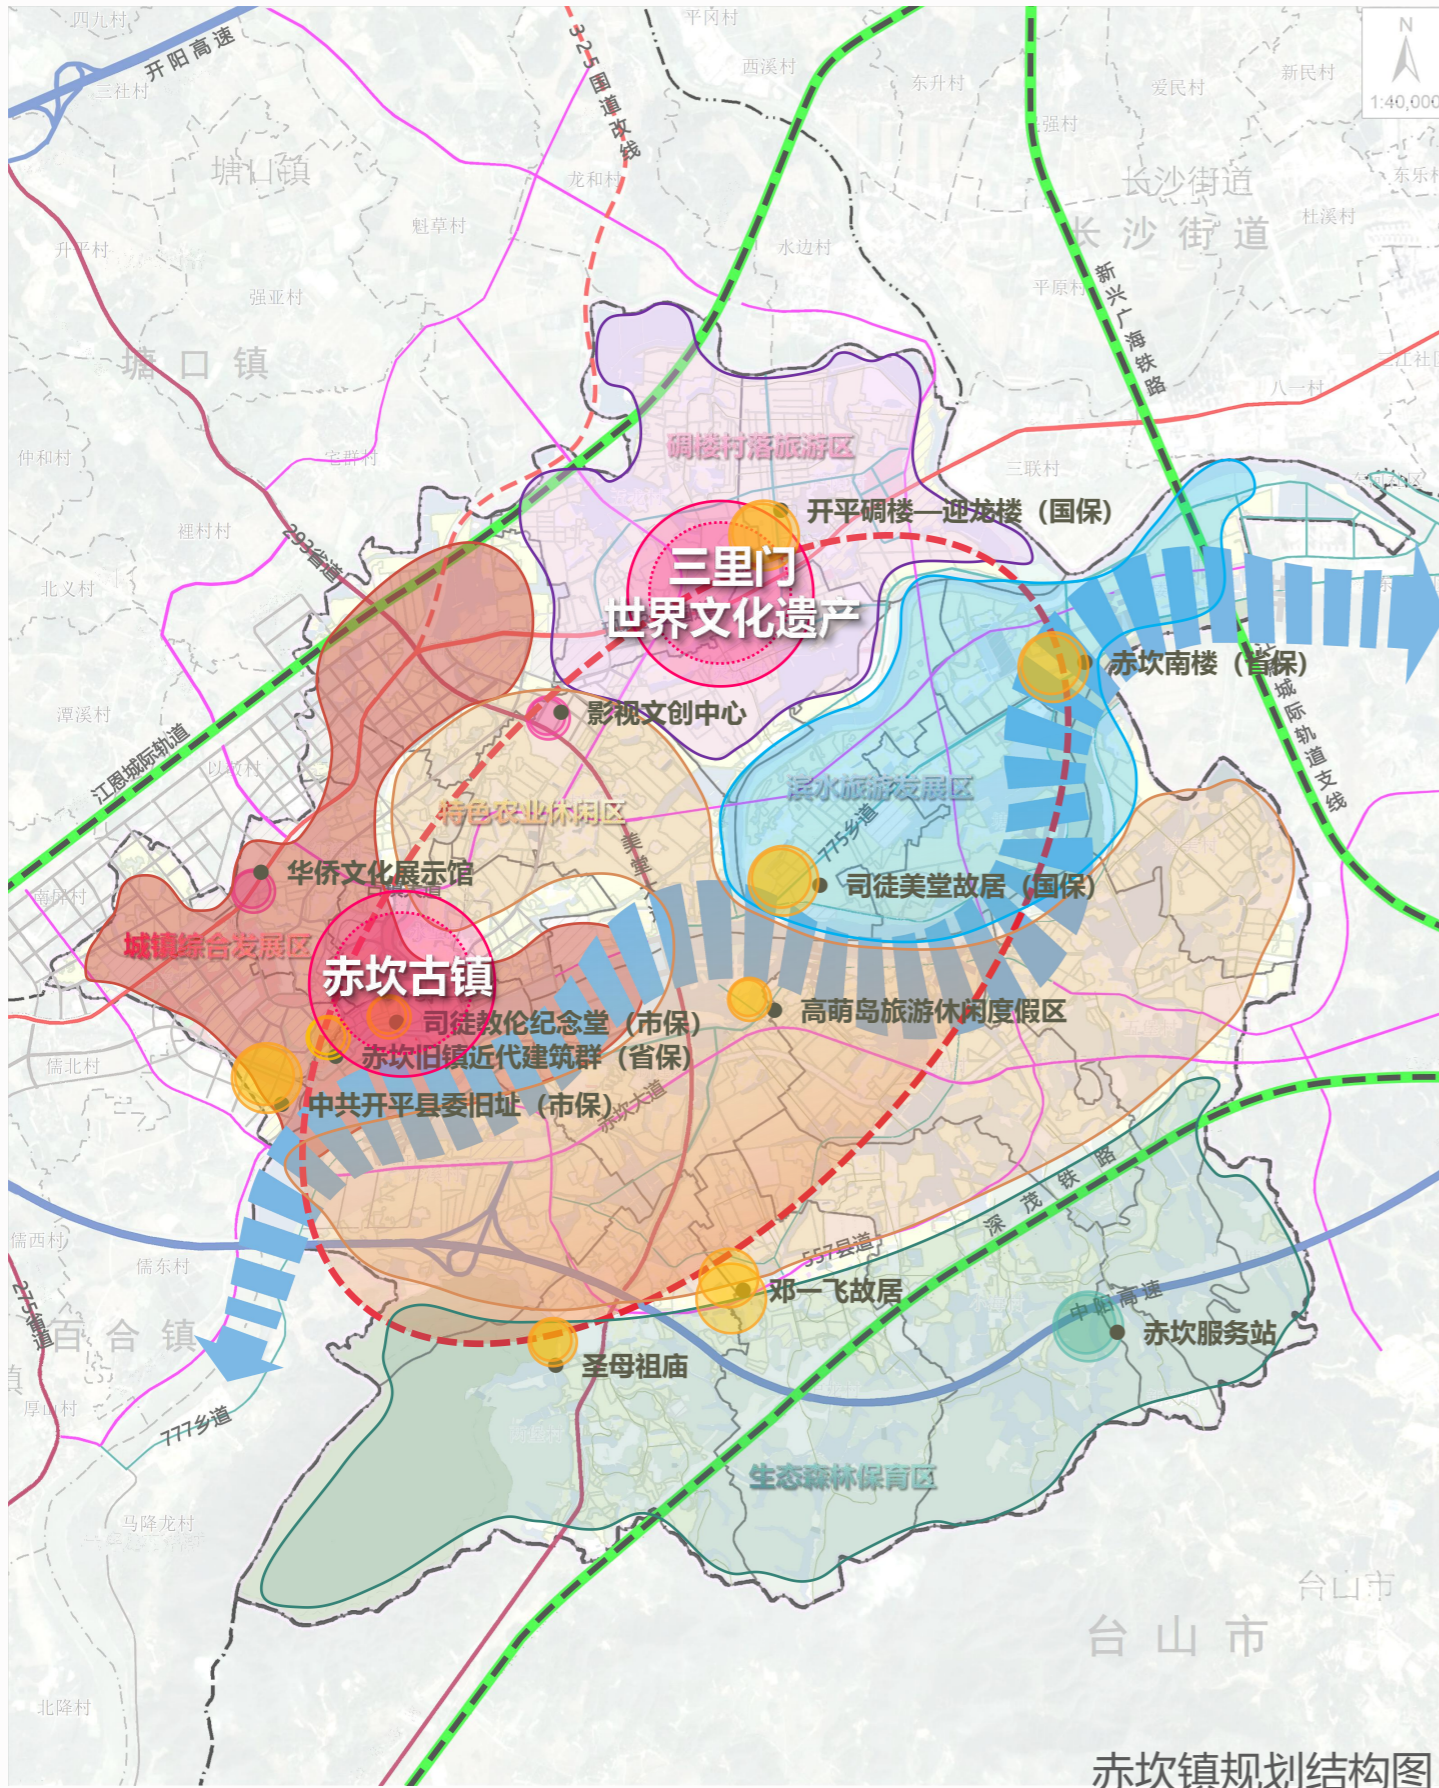 四九村
开阳高速
三社村
325国道改线
平冈村
西溪村
东升村
爱民村
新民村
N
1:40,000
塘口镇
龙和村
长沙街道
东乐村
杜溪村
魁草村
长沙街道
升平村
水边村
平原村
强亚村
新兴广海铁路
塘口镇
八一村
仲和村
宅群村
碉楼村落旅游区
三联村
裡村村
293省道
开平碉楼—迎龙楼（国保）
三里门
世界文化遗产
北义村
赤坎南楼（省保）
潭溪村
影视文创中心
江恩城际轨道
城际轨道支线
以敬村
滨水旅游发展区
特色农业休闲区
775乡道
华侨文化展示馆
司徒美堂故居（国保）
城镇综合发展区
赤坎古镇
高萌岛旅游休闲度假区
司徒教伦纪念堂（市保）
赤坎旧镇近代建筑群（省保）
儒北村
中共开平县委旧址（市保）
赤坎大道
深茂铁路
儒西村
557县道
儒东村
邓一飞故居
中阳高速
275省道
百合镇
赤坎服务站
圣母祖庙
厚山村
777乡道
生态森林保育区
马降龙村
台山市
台山市
北降村
赤坎镇规划结构图